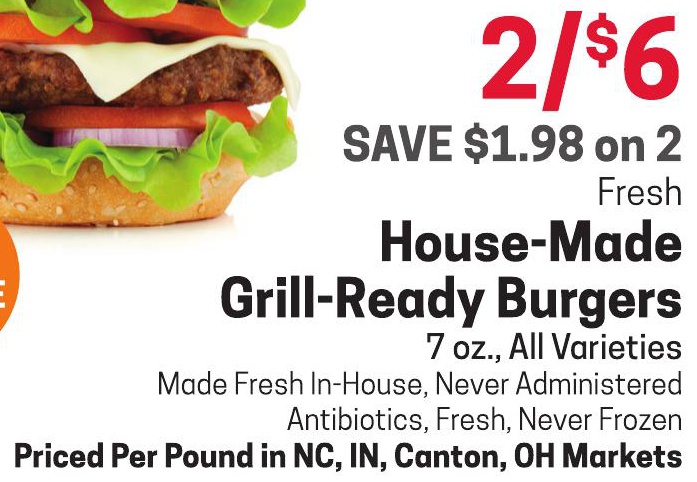 2/$6
SAVE $1.98 on 2
Fresh
House-Made
Grill-Ready Burgers
7 oz., All Varieties
Made Fresh In-House, Never Administered
Antibiotics, Fresh, Never Frozen
Priced Per Pound in NC, IN, Canton, OH Markets